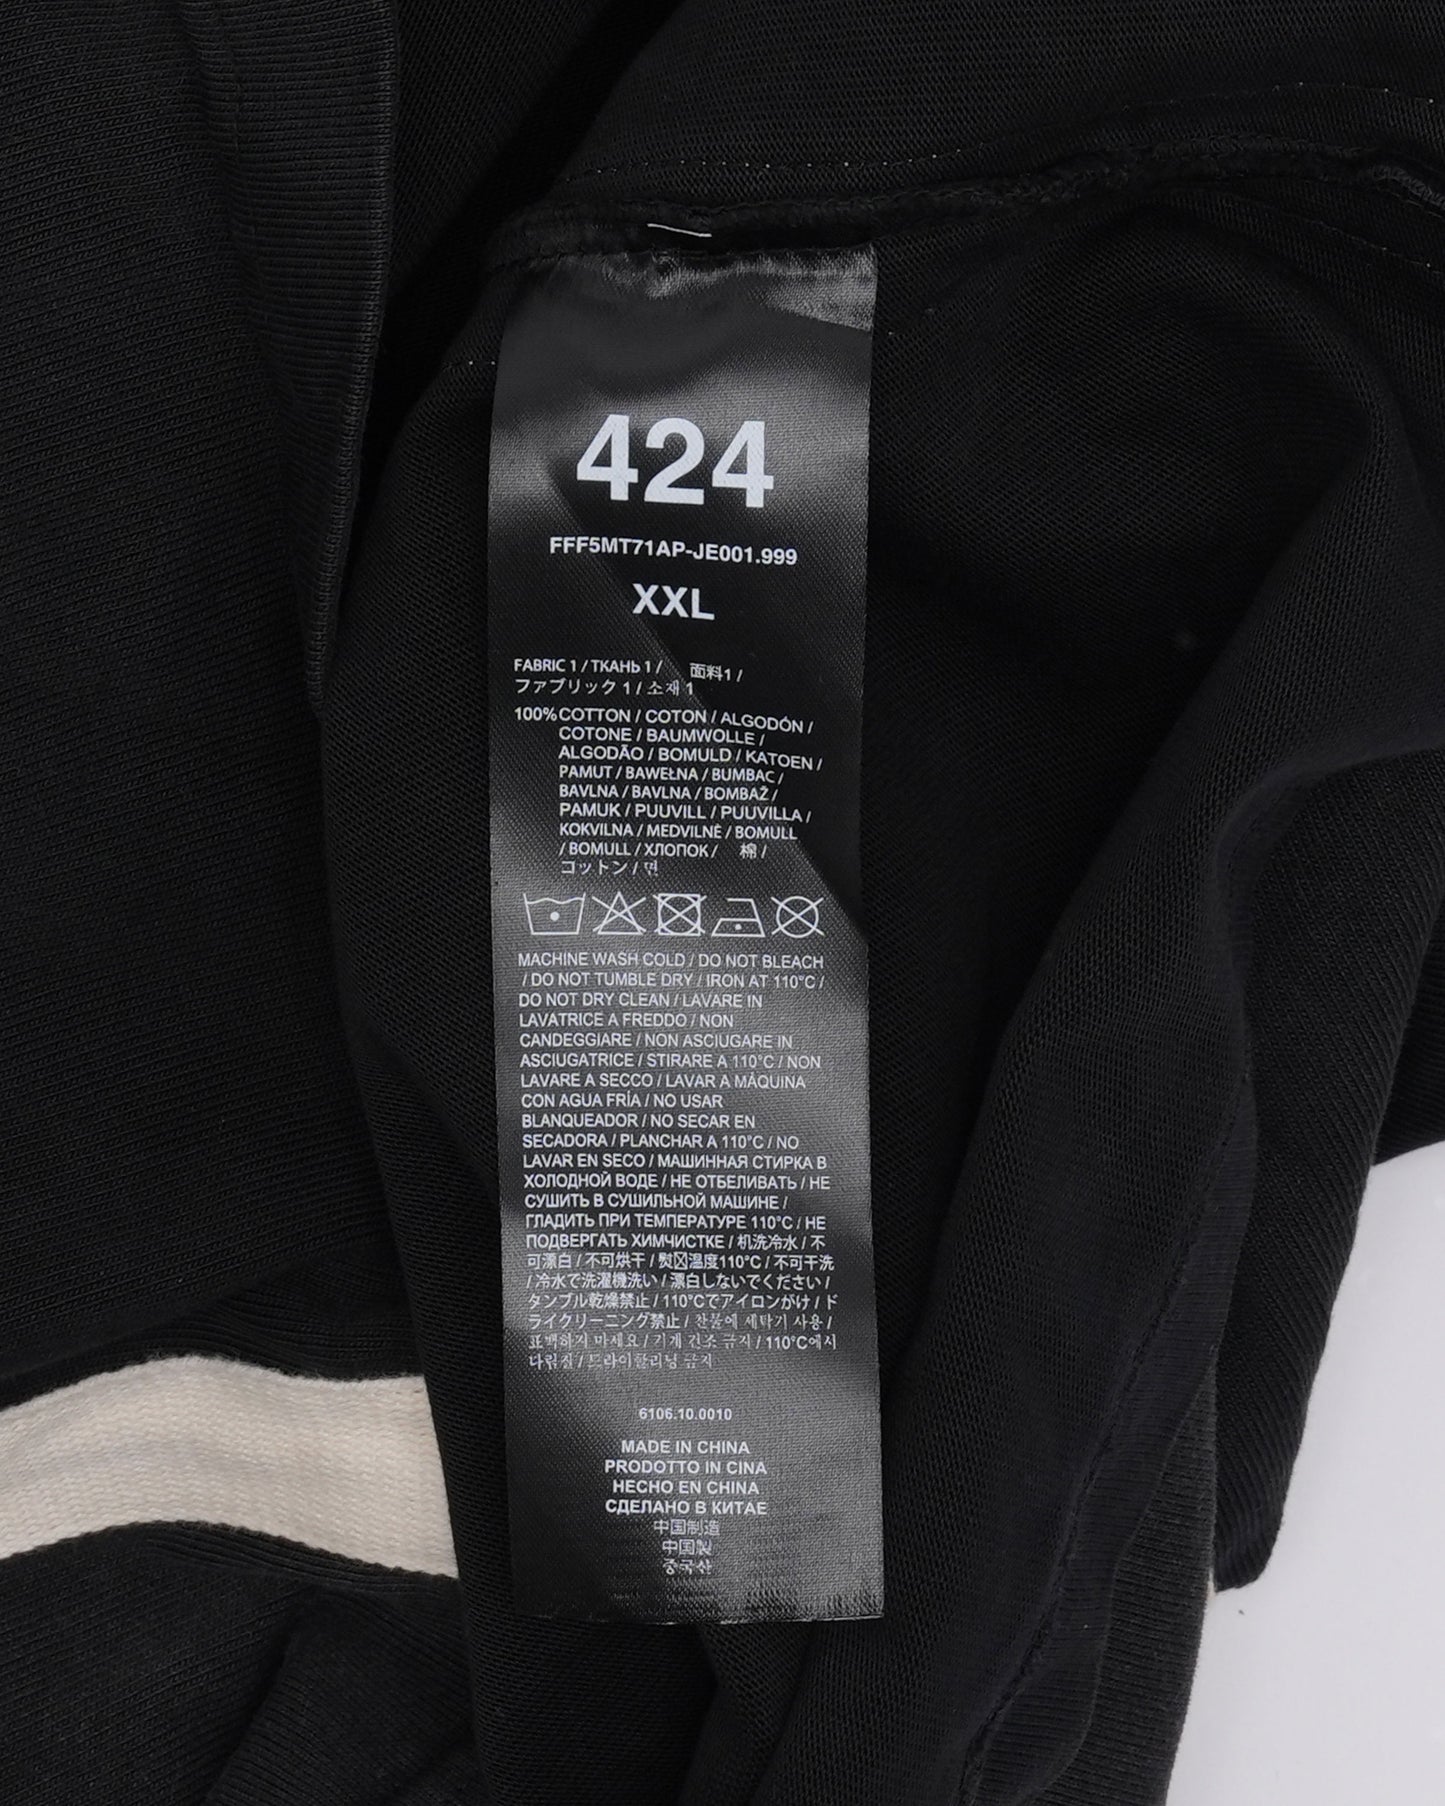 424
FFF5MT71AP-JE001.999
XXL
FABRIC 1 / ТКАНЬ 1 / 面料1 /
ファブリック 1 / 소재 1
100% COTTON / COTON / ALGODÓN /
COTONE / BAUMWOLLE /
ALGODÃO / BOMULD / KATOEN /
PAMUT / BAWEŁNA / BUMBAC /
BAVLNA / BAVLNA / BOMBAŽ /
PAMUK / PUUVILL / PUUVILLA /
KOKVILNA / MEDVILNĖ / BOMULL
/ BOMULL / ХЛОПОК / 棉 /
コットン / 면
MACHINE WASH COLD / DO NOT BLEACH
/ DO NOT TUMBLE DRY / IRON AT 110°C /
DO NOT DRY CLEAN / LAVARE IN
LAVATRICE A FREDDO / NON
CANDEGGIARE / NON ASCIUGARE IN
ASCIUGATRICE / STIRARE A 110°C / NON
LAVARE A SECCO / LAVAR A MÁQUINA
CON AGUA FRÍA / NO USAR
BLANQUEADOR / NO SECAR EN
SECADORA / PLANCHAR A 110°C / NO
LAVAR EN SECO / МАШИННАЯ СТИРКА В
ХОЛОДНОЙ ВОДЕ / НЕ ОТБЕЛИВАТЬ / НЕ
СУШИТЬ В СУШИЛЬНОЙ МАШИНЕ /
ГЛАДИТЬ ПРИ ТЕМПЕРАТУРЕ 110°C / НЕ
ПОДВЕРГАТЬ ХИМЧИСТКЕ / 机洗冷水 / 不
可漂白 / 不可烘干 / 熨温度110°C / 不可干洗
/ 冷水で洗濯機洗い / 漂白しないでください /
タンブル乾燥禁止 / 110°Cでアイロンがけ / ド
ライクリーニング禁止 / 찬물에 세탁기 사용 /
표백하지 마세요 / 기계 건조 금지 / 110°C에서
다림질 / 드라이클리닝 금지
6106.10.0010
MADE IN CHINA
PRODOTTO IN CINA
HECHO EN CHINA
СДЕЛАНО В КИТАЕ
中国制造
中国製
중국산